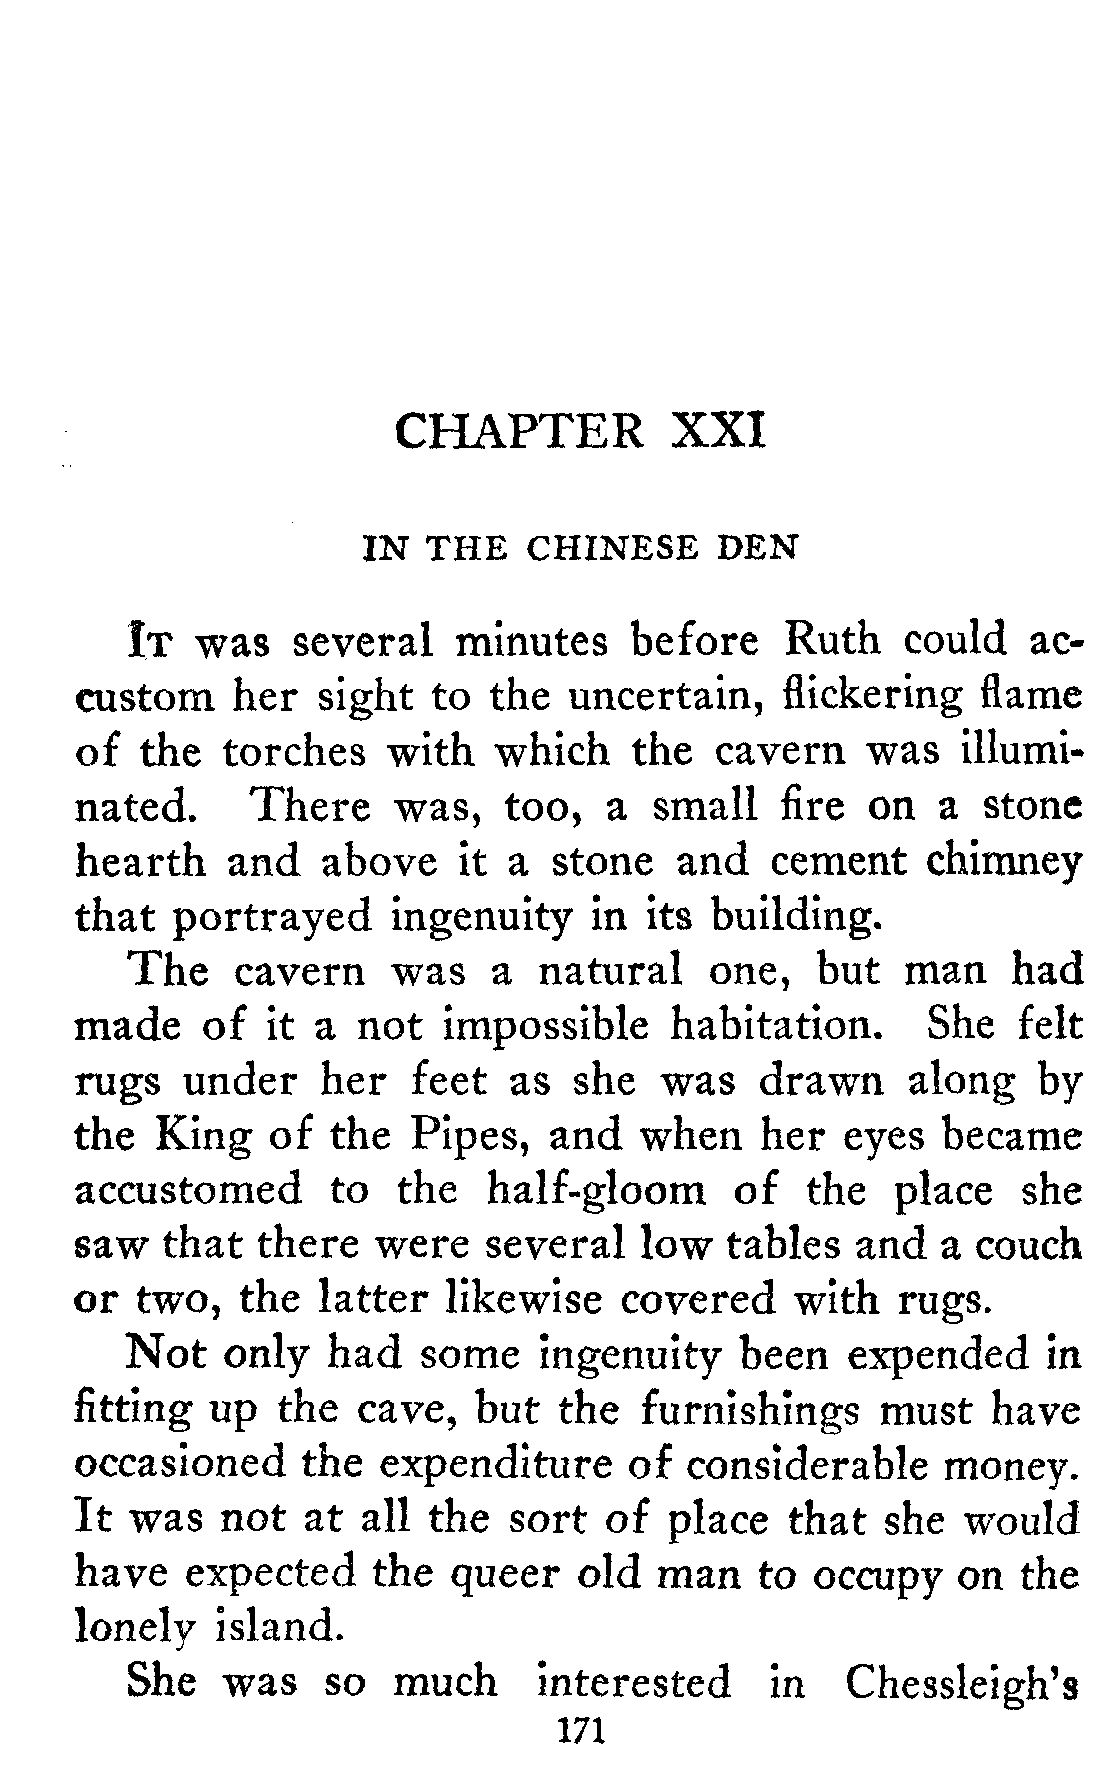 CHAPTER XXI
IN THE CHINESE DEN
It was several minutes before Ruth could ac-
custom her sight to the uncertain, flickering flame
of the torches with which the cavern was illumi-
nated. There was, too, a small fire on a stone
hearth and above it a stone and cement chimney
that portrayed ingenuity in its building.
The cavern was a natural one, but man had
made of it a not impossible habitation. She felt
rugs under her feet as she was drawn along by
the King of the Pipes, and when her eyes became
accustomed to the half-gloom of the place she
saw that there were several low tables and a couch
or two, the latter likewise covered with rugs.
Not only had some ingenuity been expended in
fitting up the cave, but the furnishings must have
occasioned the expenditure of considerable money.
It was not at all the sort of place that she would
have expected the queer old man to occupy on the
lonely island.
She was so much interested in Chessleigh's
171